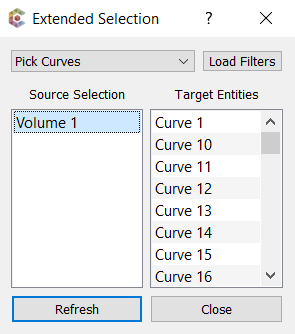 Extended Selection ? ×
Pick Curves Load Filters
Source Selection Target Entities
Volume 1
Curve 1
Curve 10
Curve 11
Curve 12
Curve 13
Curve 14
Curve 15
Curve 16
Refresh Close